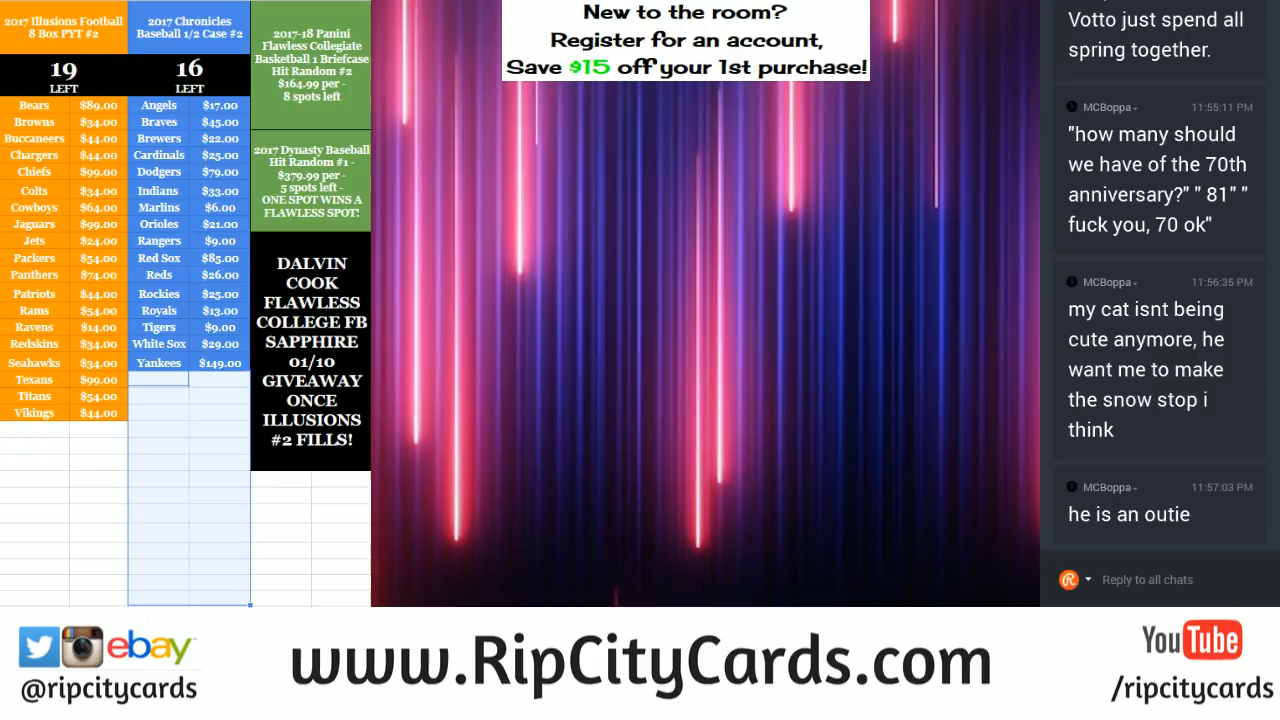 2017 Illusions Football
8 Box PYT #2
19
LEFT
Bears $89.00
Browns $34.00
Buccaneers $44.00
Chargers $44.00
Chiefs $99.00
Colts $34.00
Cowboys $64.00
Jaguars $99.00
Jets $24.00
Packers $54.00
Panthers $74.00
Patriots $44.00
Rams $54.00
Ravens $14.00
Redskins $34.00
Seahawks $34.00
Texans $99.00
Titans $54.00
Vikings $44.00
2017 Chronicles
Baseball 1/2 Case #2
16
LEFT
Angels $17.00
Braves $45.00
Brewers $22.00
Cardinals $25.00
Dodgers $79.00
Indians $33.00
Marlins $6.00
Orioles $21.00
Rangers $9.00
Red Sox $85.00
Reds $26.00
Rockies $25.00
Royals $13.00
Tigers $9.00
White Sox $29.00
Yankees $149.00
2017-18 Panini
Flawless Collegiate
Basketball 1 Briefcase
Hit Random #2
$164.99 per -
8 spots left
2017 Dynasty Baseball
Hit Random #1 -
$379.99 per -
5 spots left -
ONE SPOT WINS A
FLAWLESS SPOT!
DALVIN
COOK
FLAWLESS
COLLEGE FB
SAPPHIRE
01/10
GIVEAWAY
ONCE
ILLUSIONS
#2 FILLS!
New to the room?
Register for an account,
Save $15 off your 1st purchase!
Votto just spend all
spring together.
MCBoppa 11:55:11 PM
"how many should
we have of the 70th
anniversary?" " 81" "
fuck you, 70 ok"
MCBoppa 11:56:35 PM
my cat isnt being
cute anymore, he
want me to make
the snow stop i
think
MCBoppa 11:57:03 PM
he is an outie
Reply to all chats
ebay
@ripcitycards
www.RipCityCards.com
YouTube
/ripcitycards